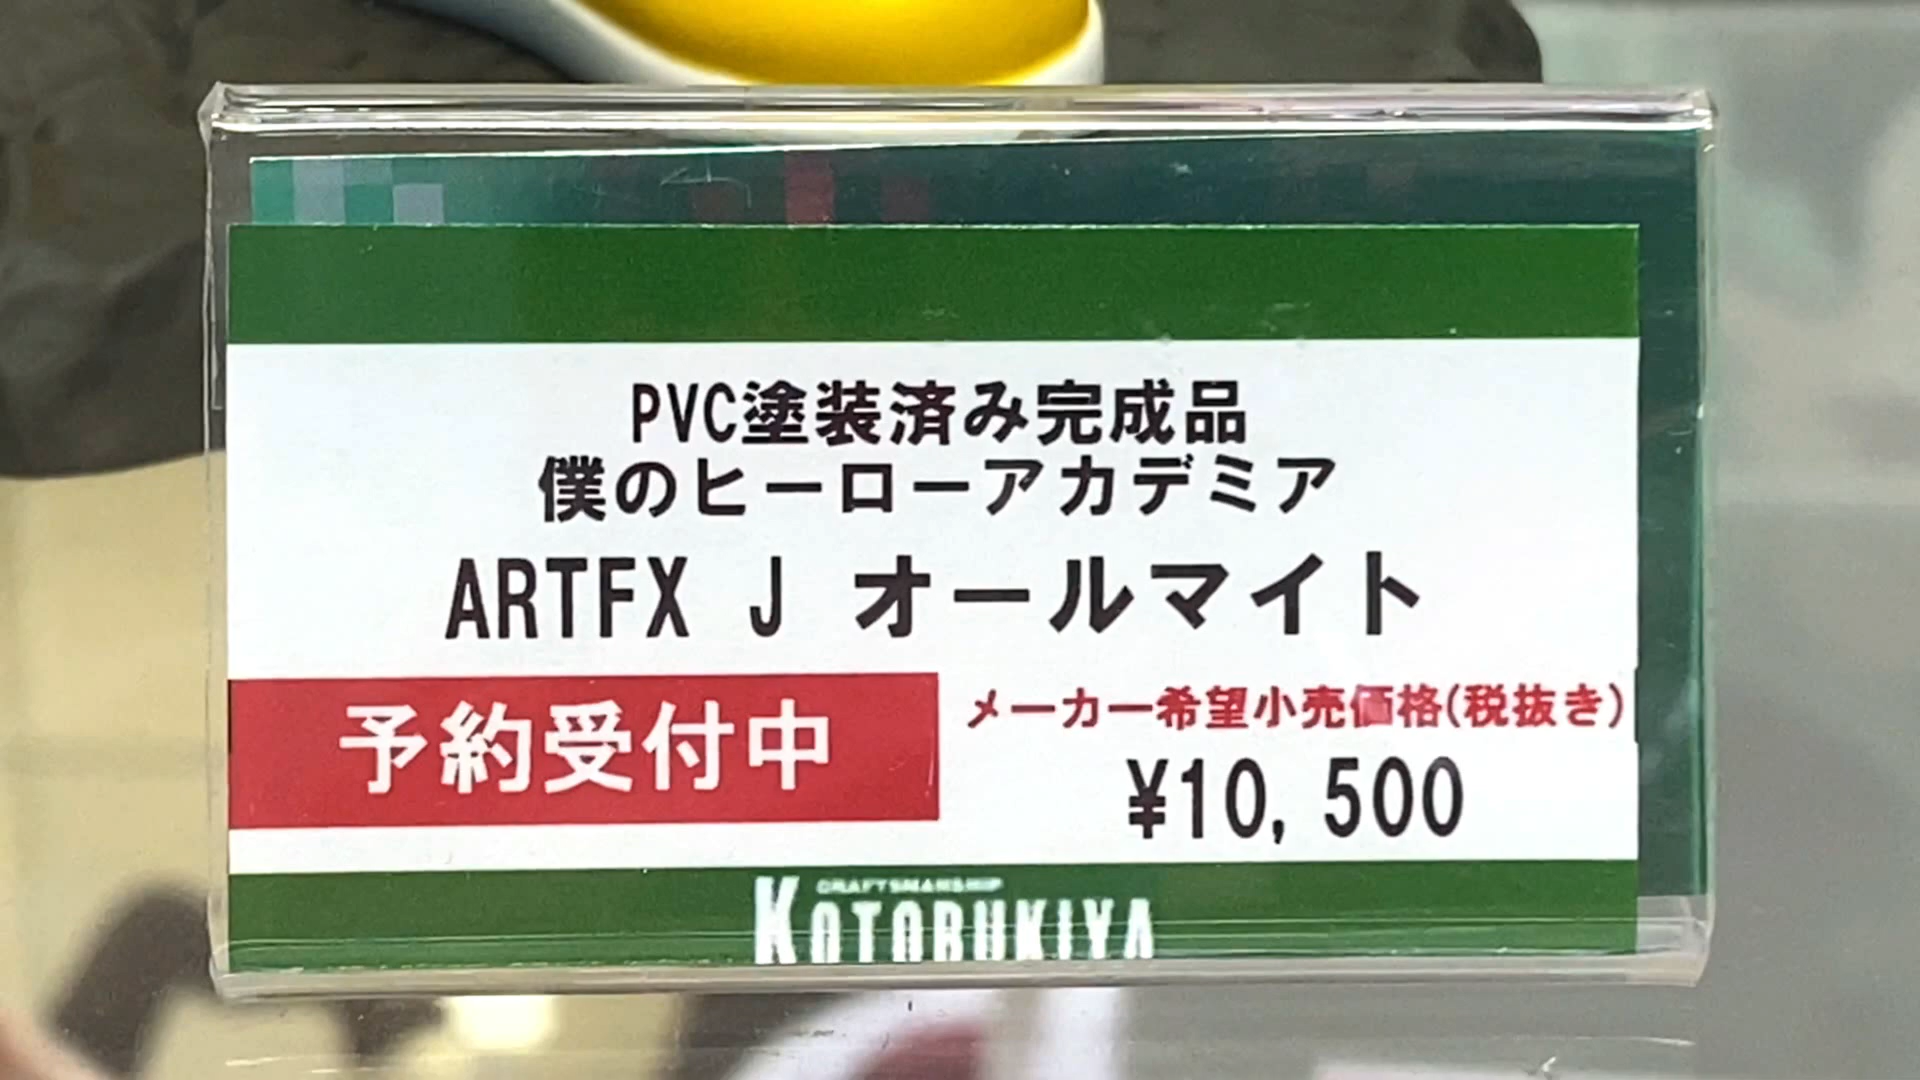 PVC塗装済み完成品
僕のヒーローアカデミア
ARTFX J オールマイト
予約受付中
メーカー希望小売価格(税抜き)
¥10,500
CRAFTSMANSHIP
KOTOBUKIYA